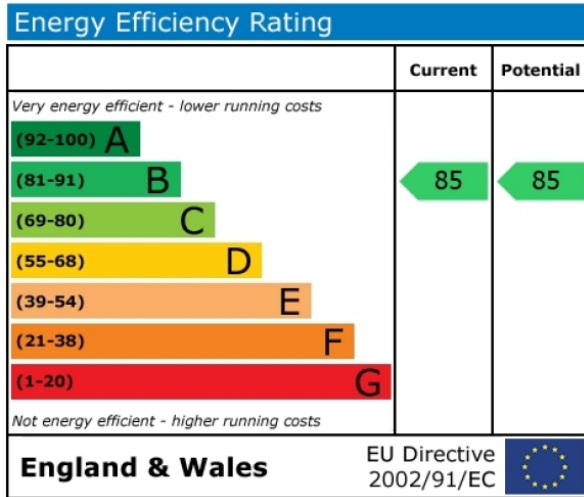 Energy Efficiency Rating
Current Potential
Very energy efficient - lower running costs
(92-100) A
(81-91) B 85 85
(69-80) C
(55-68) D
(39-54) E
(21-38) F
(1-20) G
Not energy efficient - higher running costs
England & Wales
EU Directive
2002/91/EC